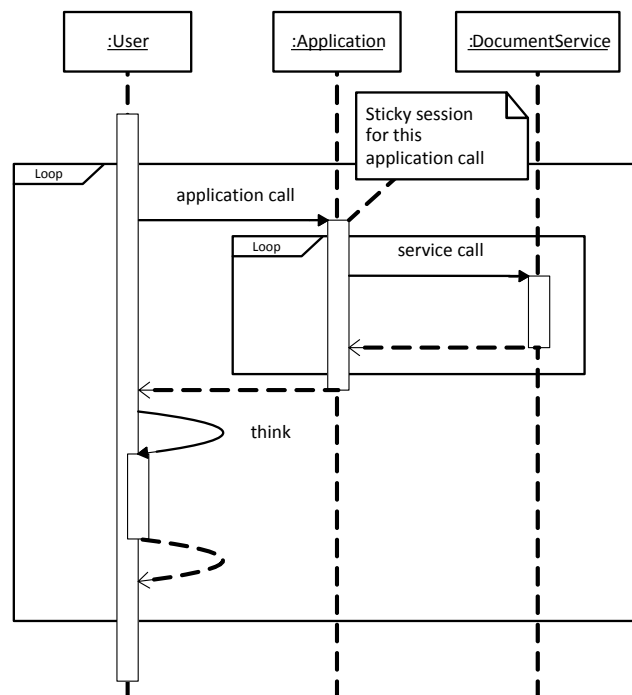 :User
:Application
:DocumentService
Sticky session
for this
application call
Loop
application call
Loop
service call
think